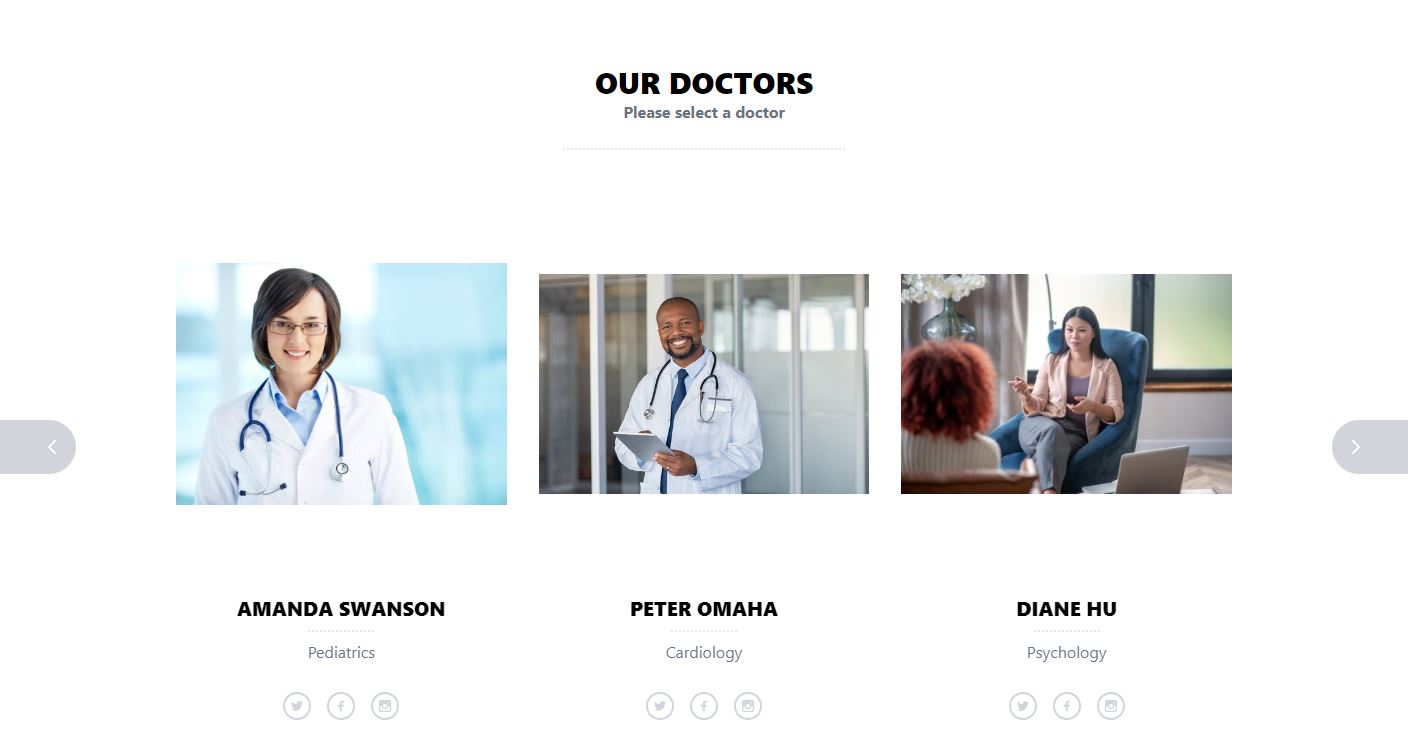 OUR DOCTORS
Please select a doctor
AMANDA SWANSON
Pediatrics
PETER OMAHA
Cardiology
DIANE HU
Psychology